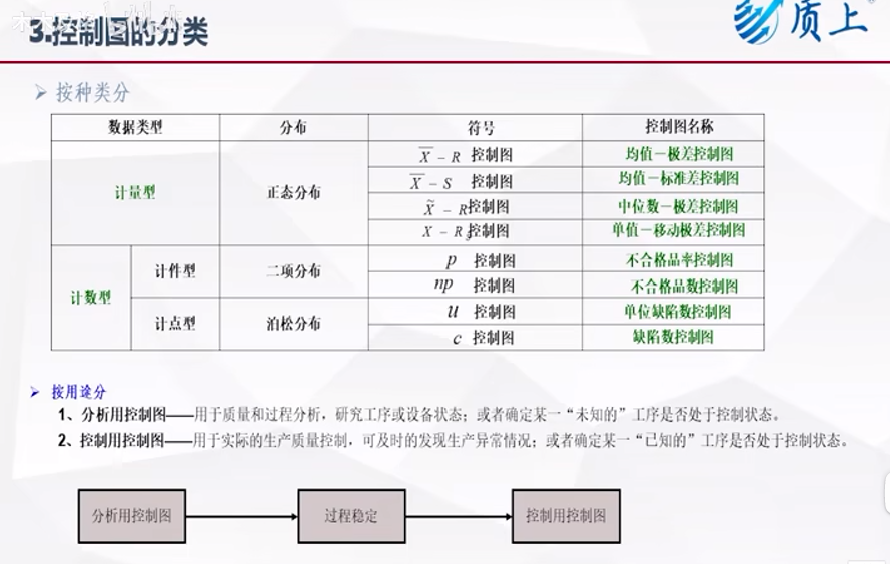 3.控制图的分类
质上
按种类分
数据类型 分布 符号 控制图名称
计量型 正态分布 X̅ – R 控制图 均值－极差控制图
X̅ – S 控制图 均值－标准差控制图
X̃ – R控制图 中位数－极差控制图
X – Rs控制图 单值－移动极差控制图
计数型 计件型 二项分布 p 控制图 不合格品率控制图
np 控制图 不合格品数控制图
计点型 泊松分布 u 控制图 单位缺陷数控制图
c 控制图 缺陷数控制图
按用途分
1、分析用控制图——用于质量和过程分析，研究工序或设备状态；或者确定某一“未知的”工序是否处于控制状态。
2、控制用控制图——用于实际的生产质量控制，可及时的发现生产异常情况；或者确定某一“已知的”工序是否处于控制状态。
分析用控制图 过程稳定 控制用控制图